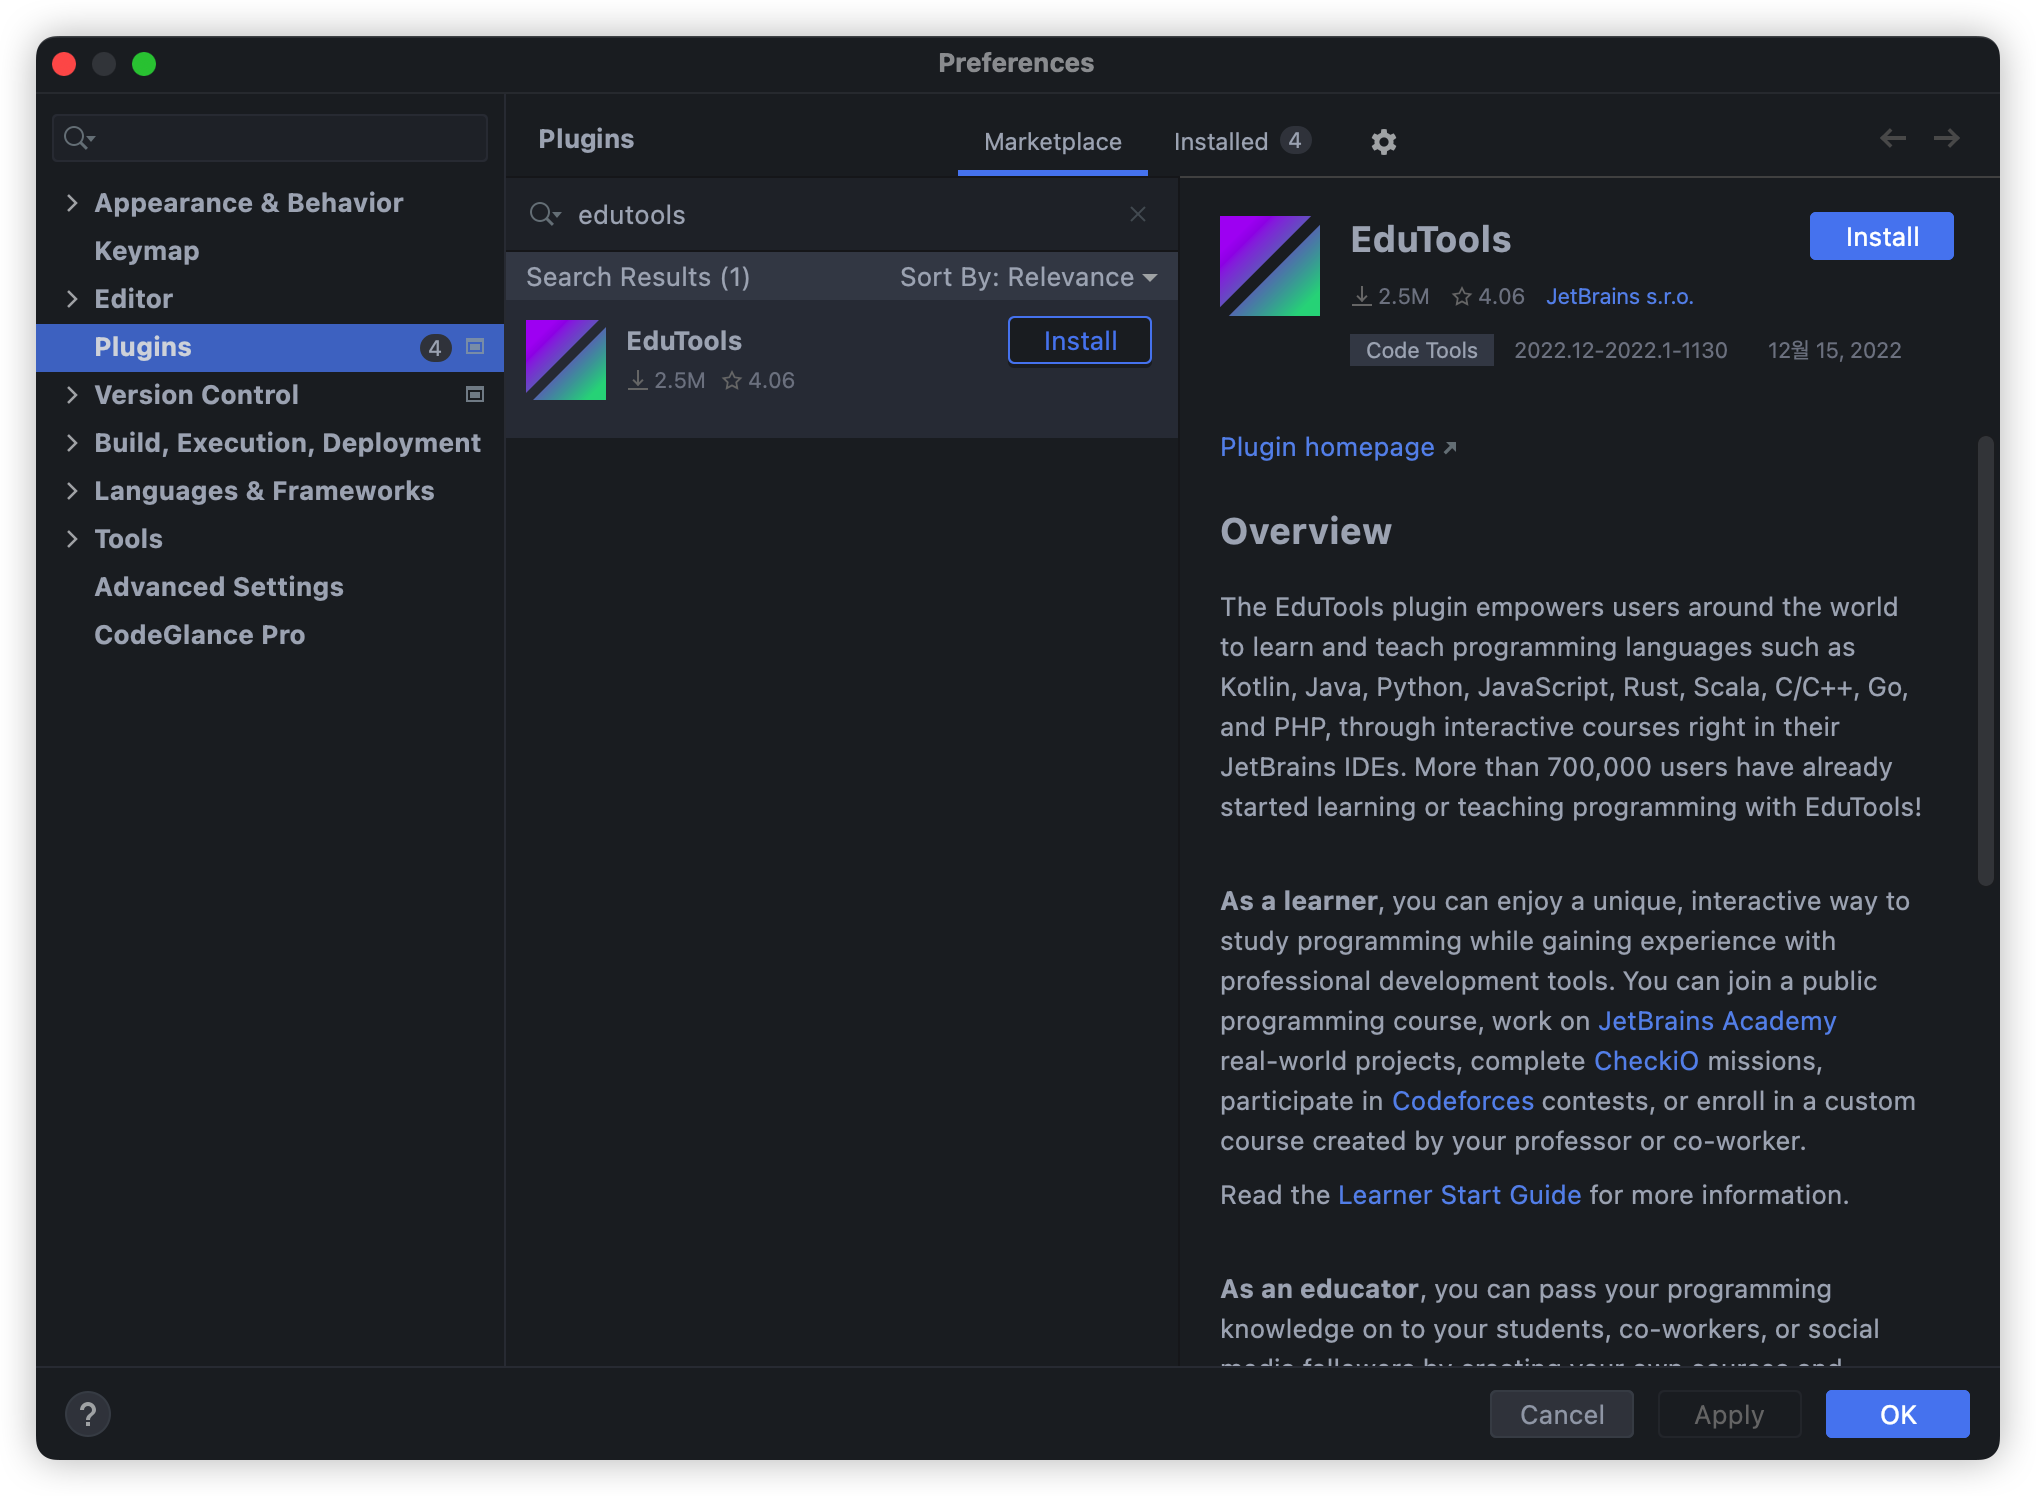 Preferences
Appearance & Behavior
Keymap
Editor
Plugins 4
Version Control
Build, Execution, Deployment
Languages & Frameworks
Tools
Advanced Settings
CodeGlance Pro
Plugins
Marketplace
Installed 4
edutools
Search Results (1)
Sort By: Relevance
EduTools
2.5M 4.06
Install
EduTools
Install
2.5M 4.06 JetBrains s.r.o.
Code Tools 2022.12-2022.1-1130 12월 15, 2022
Plugin homepage
Overview
The EduTools plugin empowers users around the world
to learn and teach programming languages such as
Kotlin, Java, Python, JavaScript, Rust, Scala, C/C++, Go,
and PHP, through interactive courses right in their
JetBrains IDEs. More than 700,000 users have already
started learning or teaching programming with EduTools!
As a learner, you can enjoy a unique, interactive way to
study programming while gaining experience with
professional development tools. You can join a public
programming course, work on JetBrains Academy
real-world projects, complete CheckiO missions,
participate in Codeforces contests, or enroll in a custom
course created by your professor or co-worker.
Read the Learner Start Guide for more information.
As an educator, you can pass your programming
knowledge on to your students, co-workers, or social
media followers by creating your own courses and
?
Cancel
Apply
OK